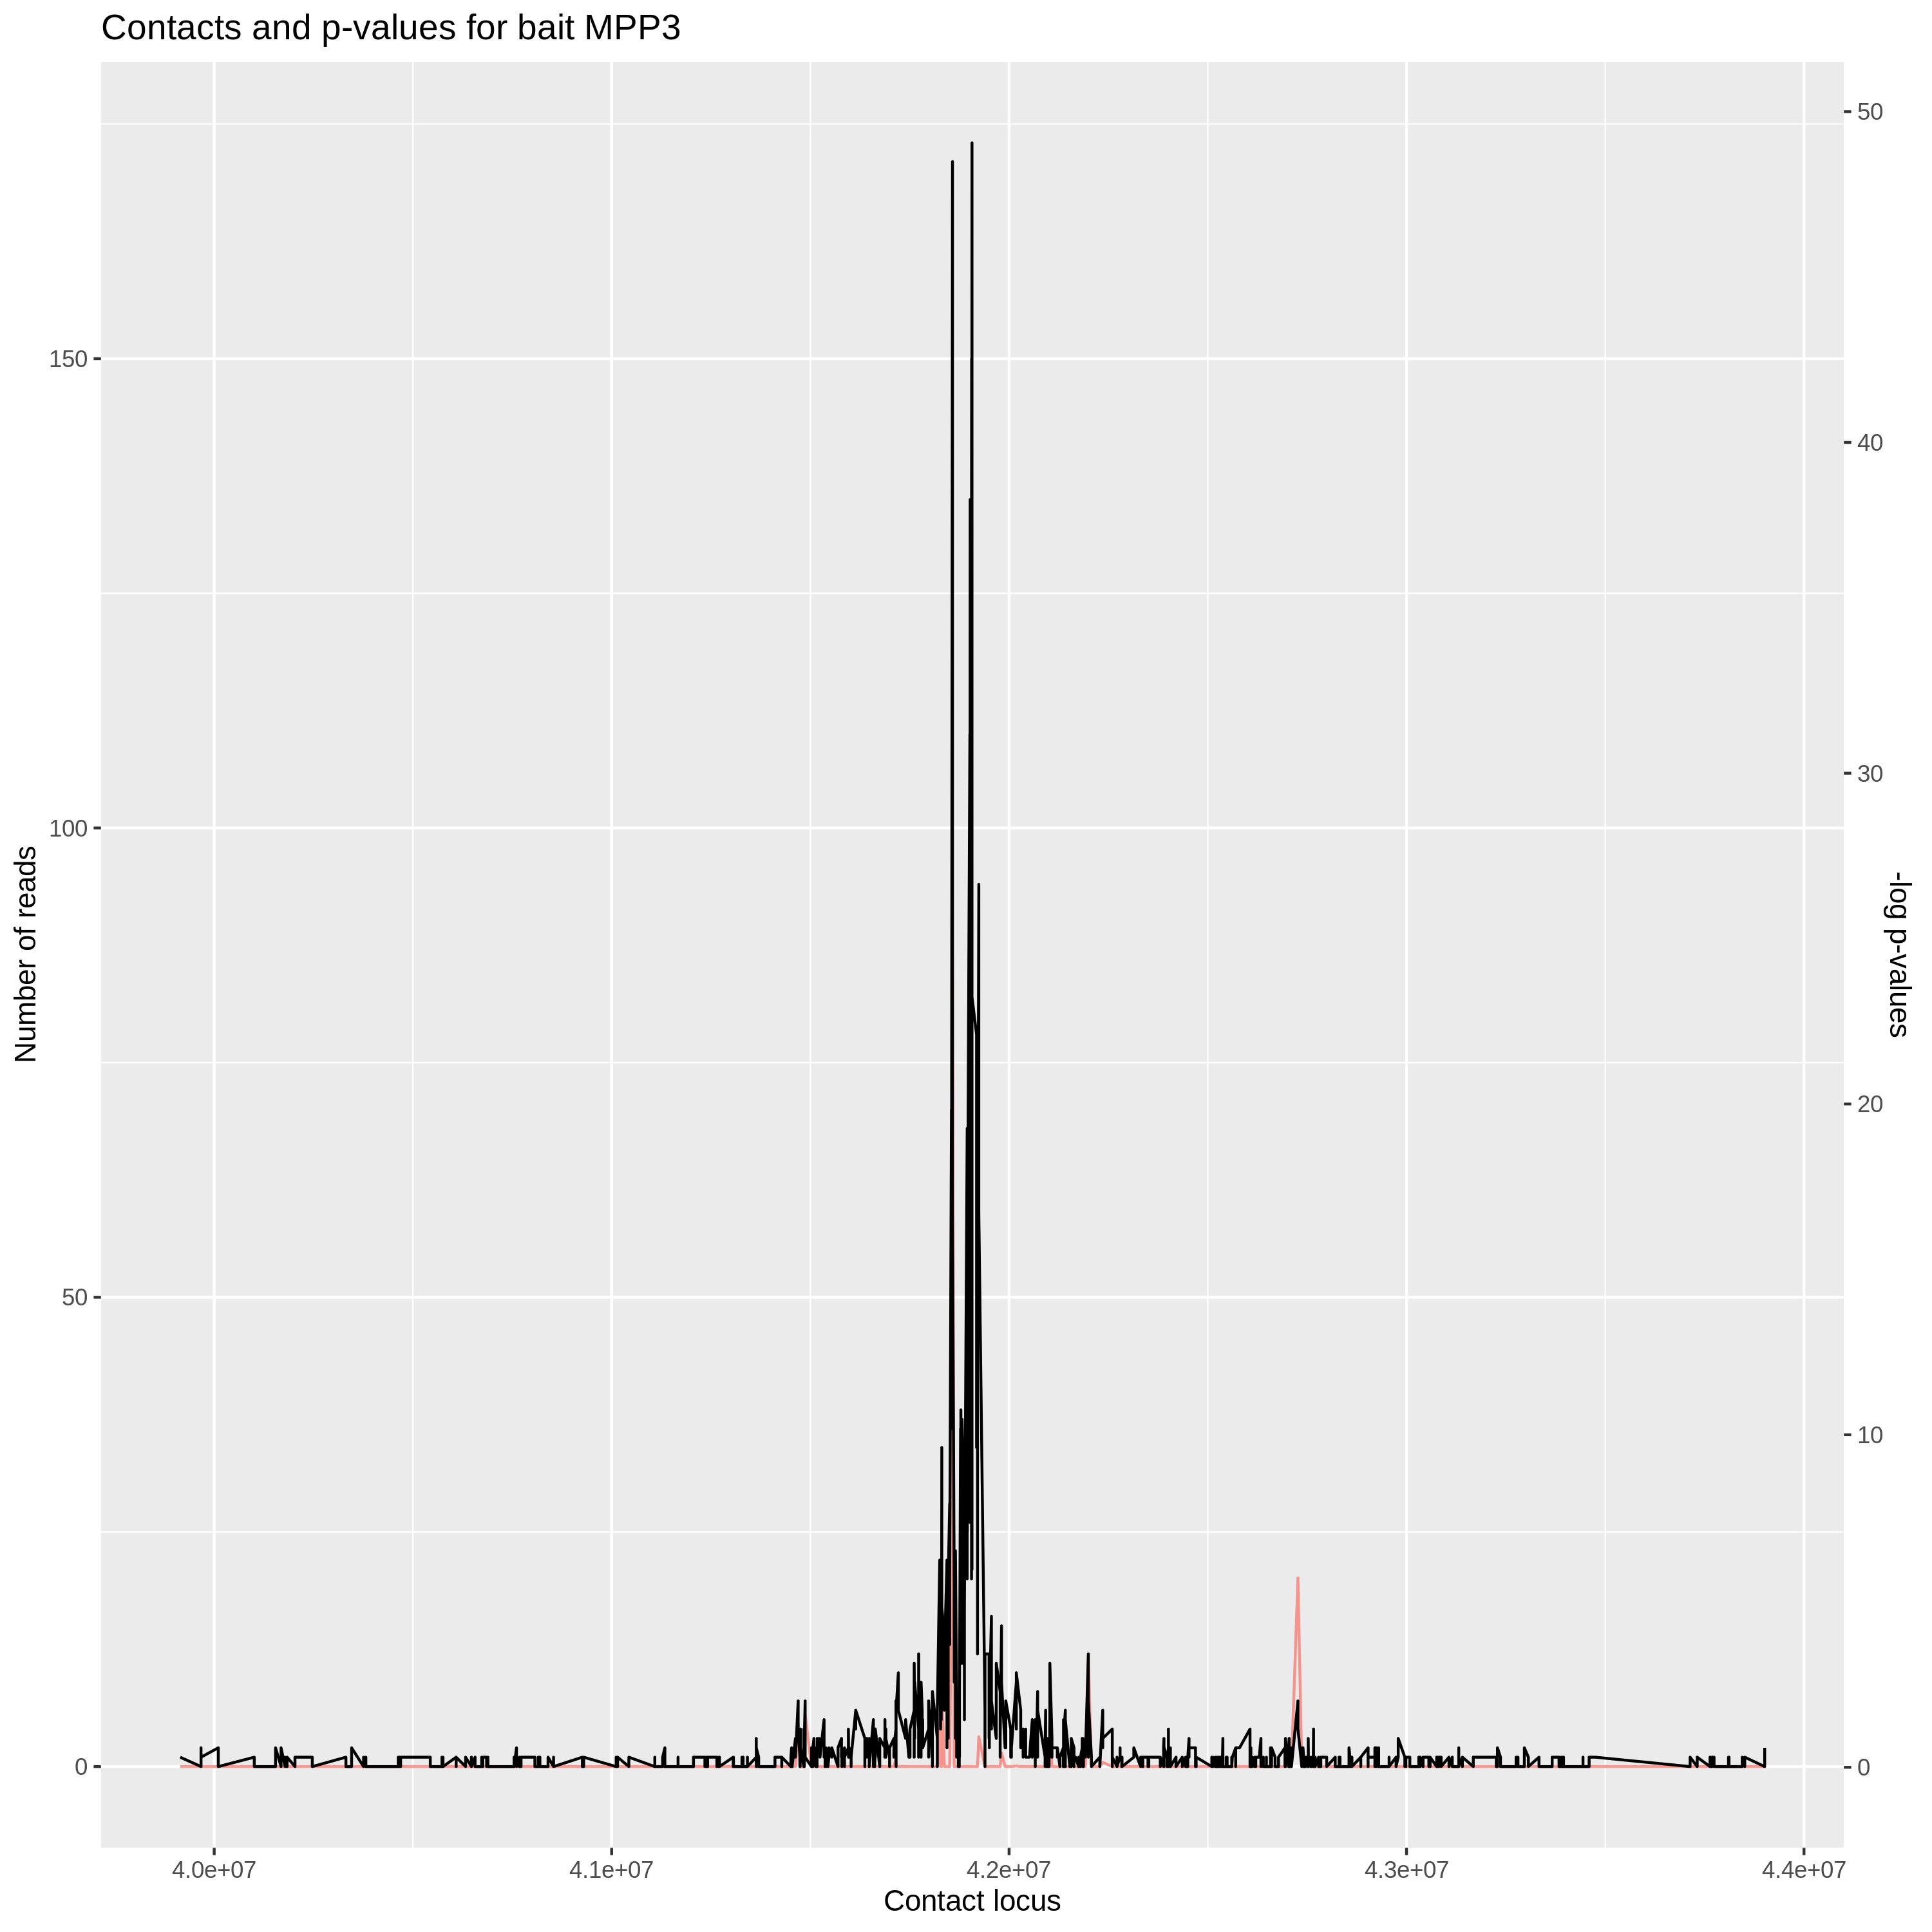 Contacts and p-values for bait MPP3
Number of reads
150
100
50
0
50
40
30
20
10
0
-log p-values
4.0e+07
4.1e+07
4.2e+07
4.3e+07
4.4e+07
Contact locus